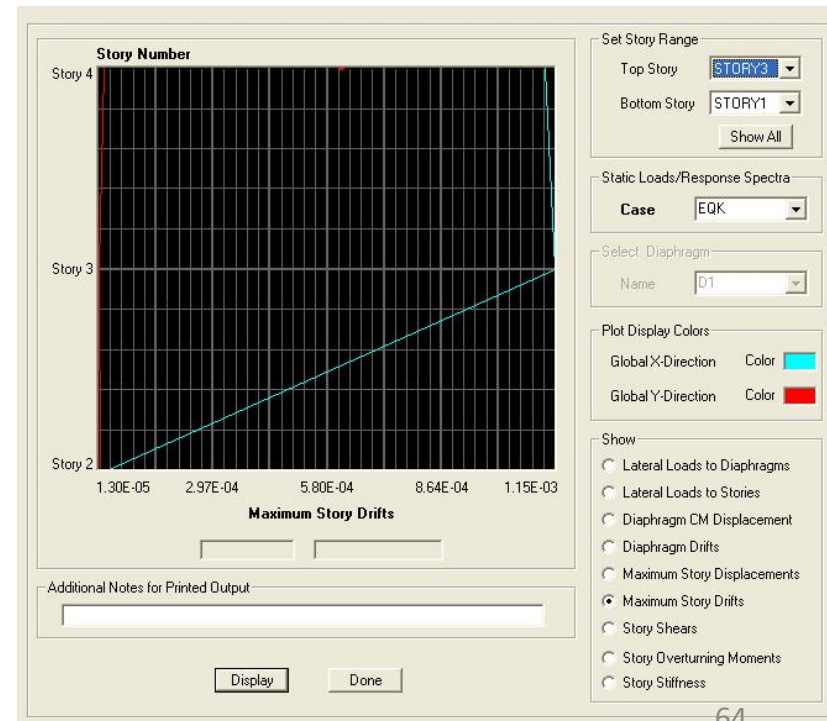 Story Number
Story 4
Story 3
Story 2
1.30E-05 2.97E-04 5.80E-04 8.64E-04 1.15E-03
Maximum Story Drifts
Additional Notes for Printed Output
Display Done
Set Story Range
Top Story STORY3
Bottom Story STORY1
Show All
Static Loads/Response Spectra
Case EQK
Select Diaphragm
Name D1
Plot Display Colors
Global X-Direction Color
Global Y-Direction Color
Show
Lateral Loads to Diaphragms
Lateral Loads to Stories
Diaphragm CM Displacement
Diaphragm Drifts
Maximum Story Displacements
Maximum Story Drifts
Story Shears
Story Overturning Moments
Story Stiffness
64